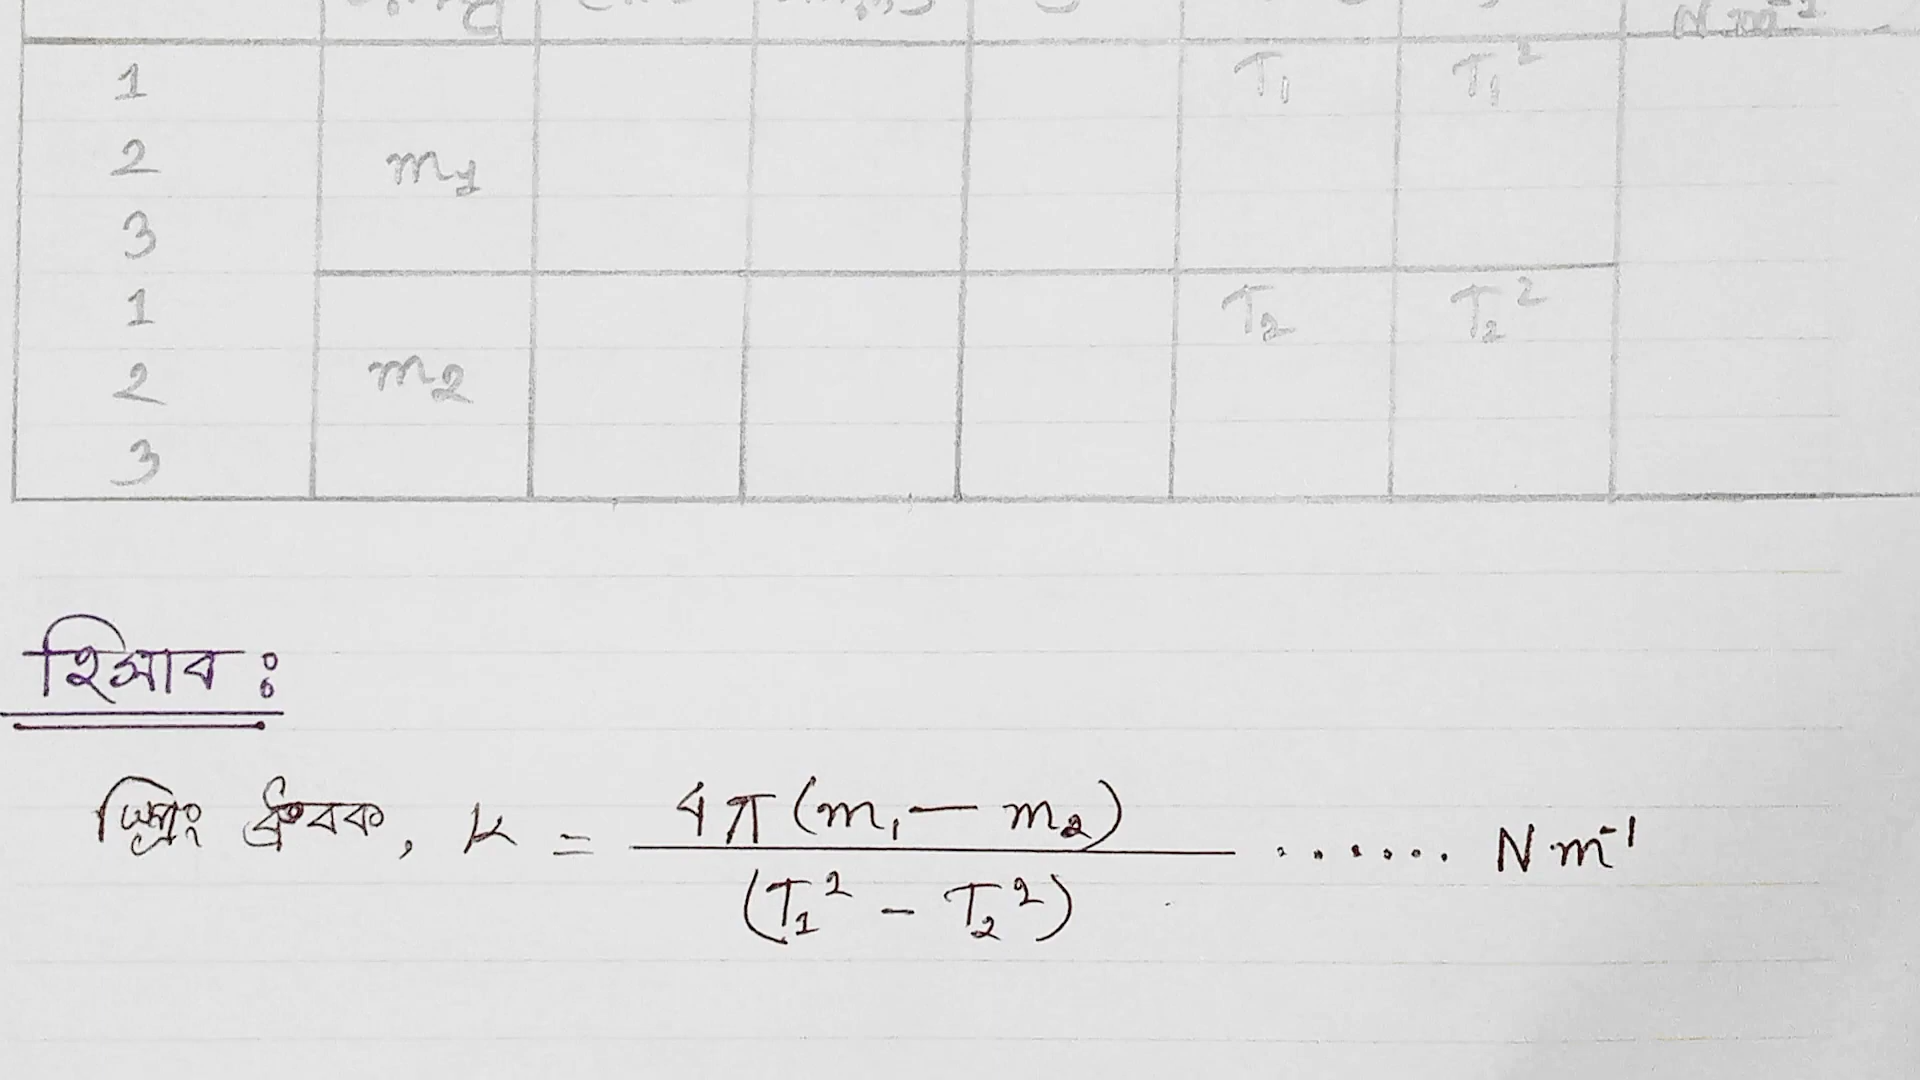 N m⁻¹
1 T₁ T₁²
2 m₁
3
1 T₂ T₂²
2 m₂
3
হিসাব :
স্প্রিং ধ্রুবক, K = 4π(m₁ - m₂) / (T₁² - T₂²) ...... N.m⁻¹